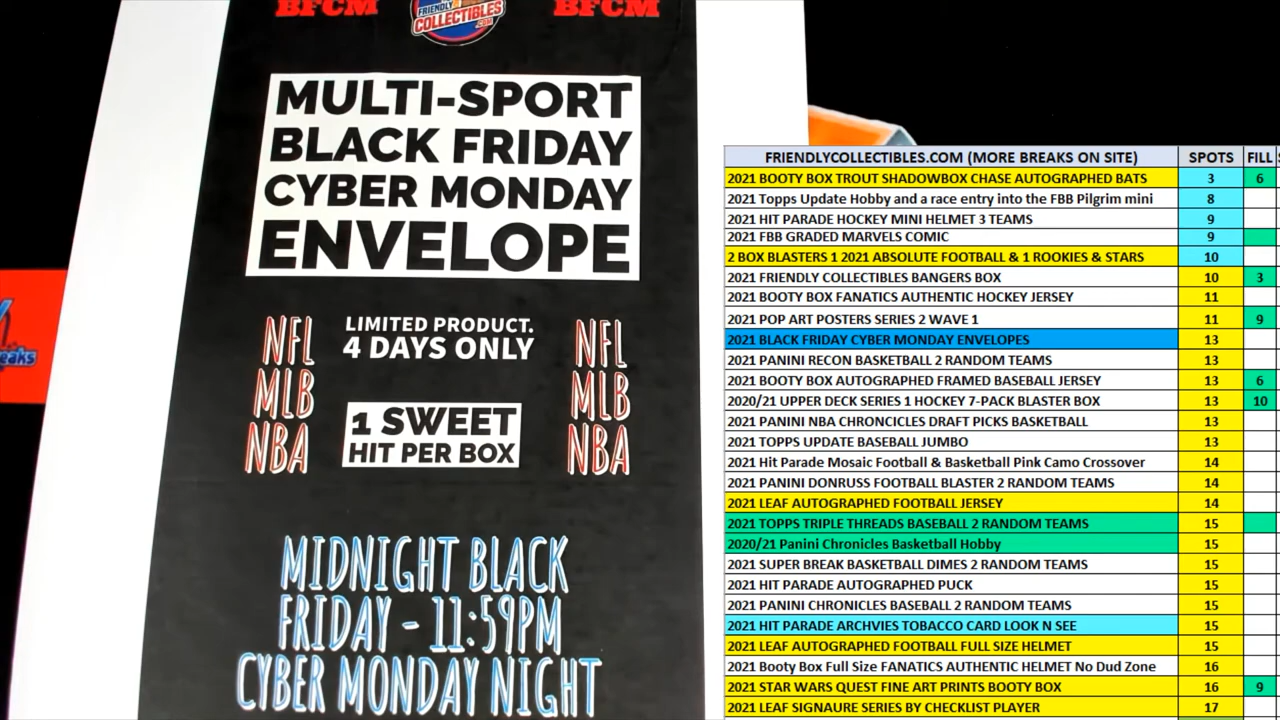 BFCM
BFCM
FRIENDLY
COLLECTIBLES
.COM
MULTI-SPORT
BLACK FRIDAY
CYBER MONDAY
ENVELOPE
NFL
MLB
NBA
LIMITED PRODUCT.
4 DAYS ONLY
1 SWEET
HIT PER BOX
NFL
MLB
NBA
MIDNIGHT BLACK
FRIDAY - 11:59PM
CYBER MONDAY NIGHT
eaks
FRIENDLYCOLLECTIBLES.COM (MORE BREAKS ON SITE) SPOTS FILL
2021 BOOTY BOX TROUT SHADOWBOX CHASE AUTOGRAPHED BATS 3 6
2021 Topps Update Hobby and a race entry into the FBB Pilgrim mini 8
2021 HIT PARADE HOCKEY MINI HELMET 3 TEAMS 9
2021 FBB GRADED MARVELS COMIC 9
2 BOX BLASTERS 1 2021 ABSOLUTE FOOTBALL & 1 ROOKIES & STARS 10
2021 FRIENDLY COLLECTIBLES BANGERS BOX 10 3
2021 BOOTY BOX FANATICS AUTHENTIC HOCKEY JERSEY 11
2021 POP ART POSTERS SERIES 2 WAVE 1 11 9
2021 BLACK FRIDAY CYBER MONDAY ENVELOPES 13
2021 PANINI RECON BASKETBALL 2 RANDOM TEAMS 13
2021 BOOTY BOX AUTOGRAPHED FRAMED BASEBALL JERSEY 13 6
2020/21 UPPER DECK SERIES 1 HOCKEY 7-PACK BLASTER BOX 13 10
2021 PANINI NBA CHRONCICLES DRAFT PICKS BASKETBALL 13
2021 TOPPS UPDATE BASEBALL JUMBO 13
2021 Hit Parade Mosaic Football & Basketball Pink Camo Crossover 14
2021 PANINI DONRUSS FOOTBALL BLASTER 2 RANDOM TEAMS 14
2021 LEAF AUTOGRAPHED FOOTBALL JERSEY 14
2021 TOPPS TRIPLE THREADS BASEBALL 2 RANDOM TEAMS 15
2020/21 Panini Chronicles Basketball Hobby 15
2021 SUPER BREAK BASKETBALL DIMES 2 RANDOM TEAMS 15
2021 HIT PARADE AUTOGRAPHED PUCK 15
2021 PANINI CHRONICLES BASEBALL 2 RANDOM TEAMS 15
2021 HIT PARADE ARCHVIES TOBACCO CARD LOOK N SEE 15
2021 LEAF AUTOGRAPHED FOOTBALL FULL SIZE HELMET 15
2021 Booty Box Full Size FANATICS AUTHENTIC HELMET No Dud Zone 16
2021 STAR WARS QUEST FINE ART PRINTS BOOTY BOX 16 9
2021 LEAF SIGNAURE SERIES BY CHECKLIST PLAYER 17